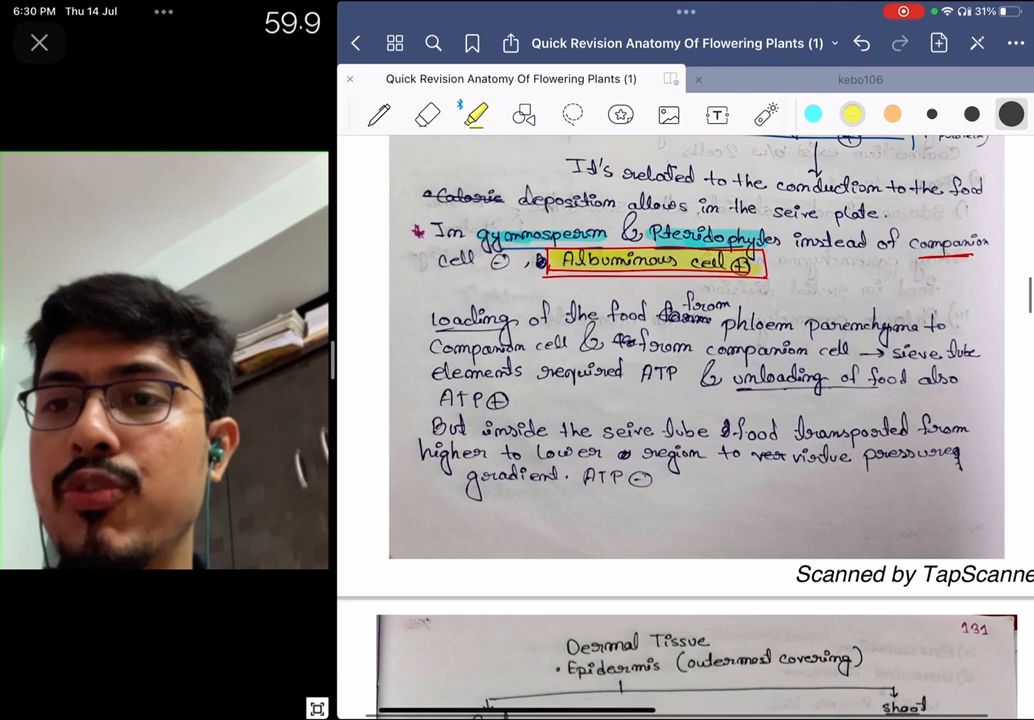 6:30 PM Thu 14 Jul
59.9
31%
Quick Revision Anatomy Of Flowering Plants (1)
Quick Revision Anatomy Of Flowering Plants (1)
kebo106
It's related to the conduction to the food
deposition allows in the seive plate.
* In gymnosperm & Pteridophytes instead of companion
cell ⊖, Albuminous cell ⊕
loading of the food from phloem parenchyma to
Companion cell & from companion cell → sieve tube
elements required ATP & unloading of food also
ATP ⊕
But inside the seive tube food transported from
higher to lower region to virtue pressure
gradient. ATP ⊖
Scanned by TapScanne
131
Dermal Tissue
• Epidermis (outermost covering)
shoot